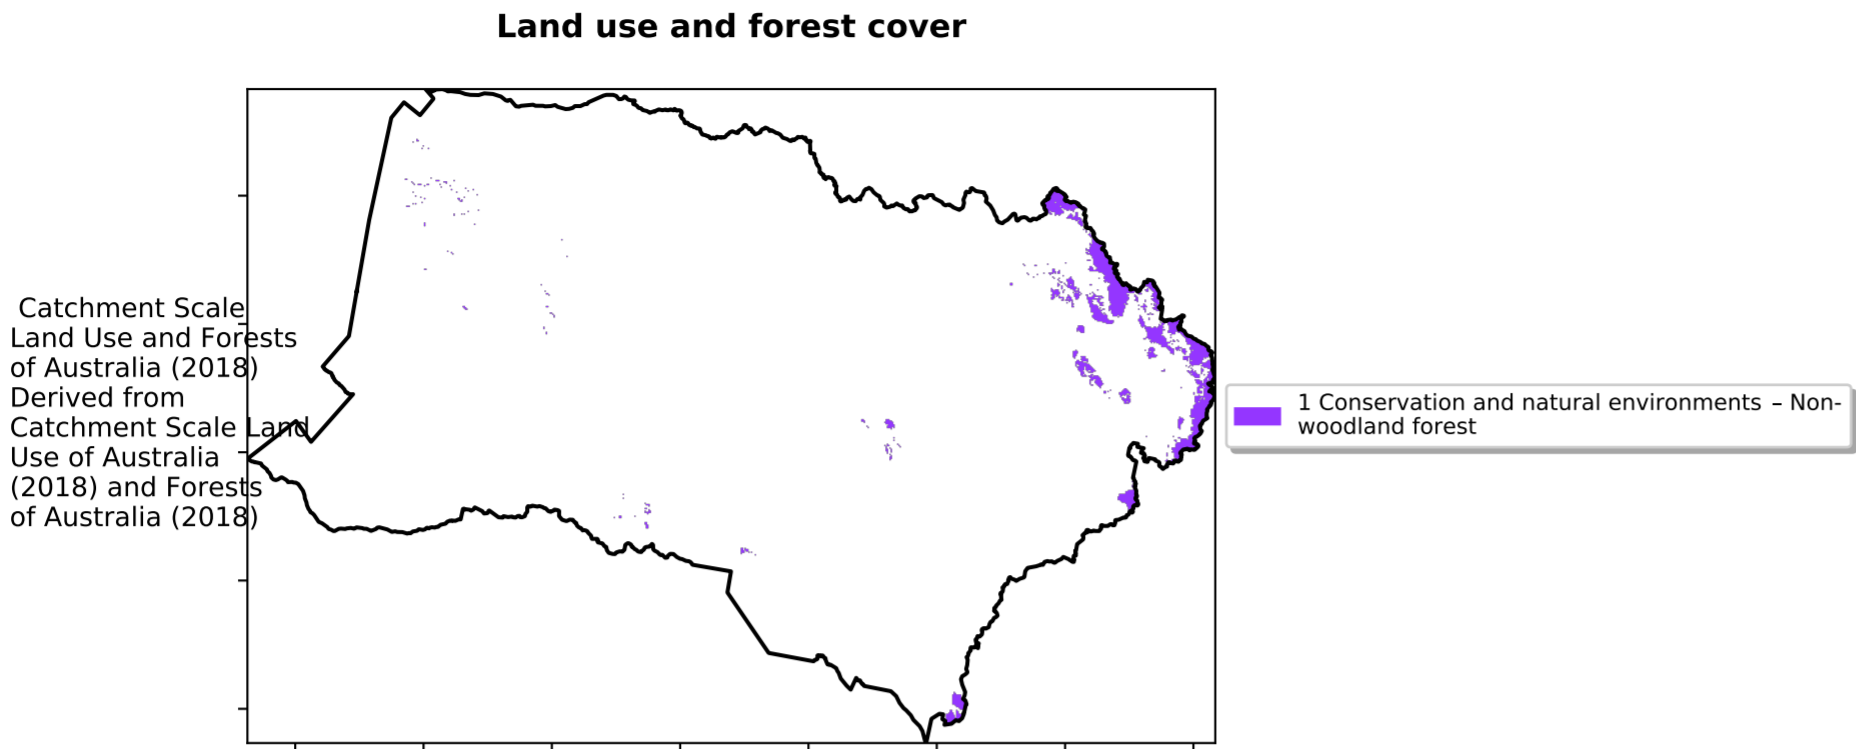 Land use and forest cover
Catchment Scale
Land Use and Forests
of Australia (2018)
Derived from
Catchment Scale Land
Use of Australia
(2018) and Forests
of Australia (2018)
1 Conservation and natural environments – Non-
woodland forest